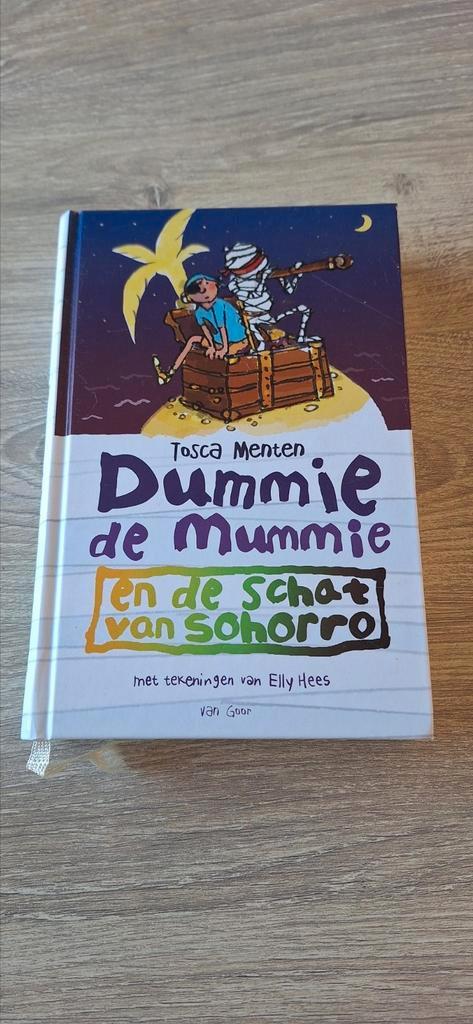 Tosca Menten
Dummie
de Mummie
en de schat
van Sohorro
met tekeningen van Elly Hees
van Goor